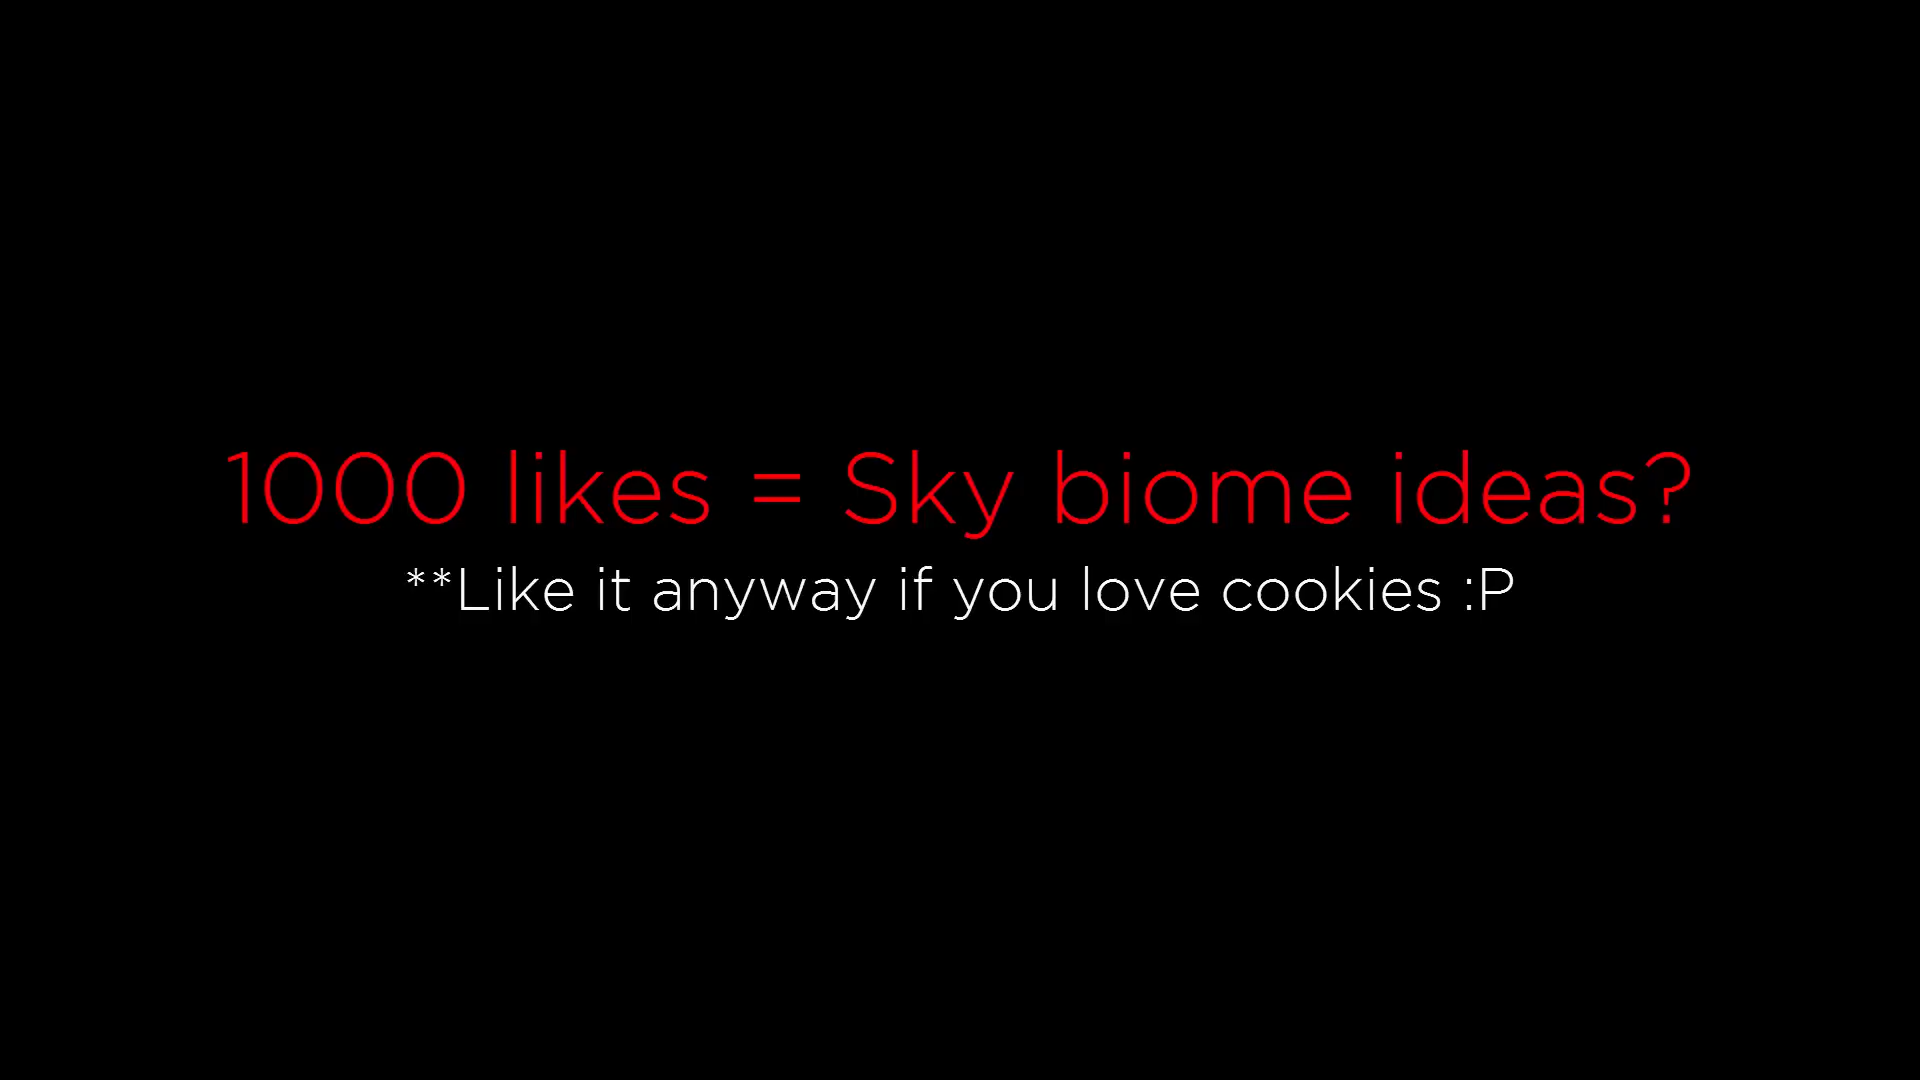 1000 likes = Sky biome ideas?
**Like it anyway if you love cookies :P